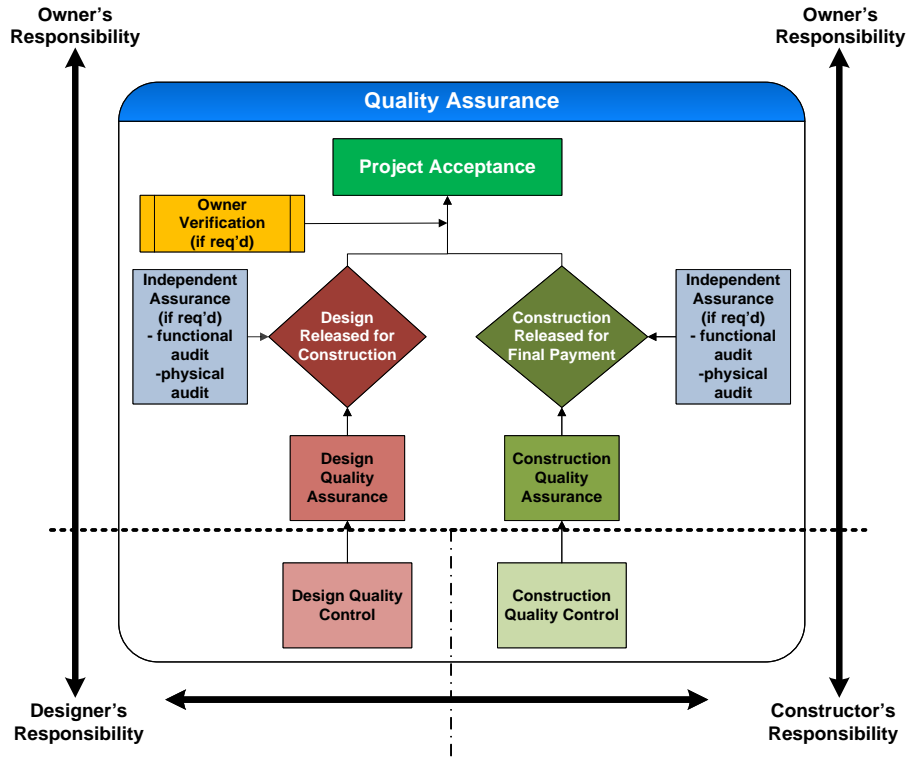 Owner's
Responsibility
Owner's
Responsibility
Quality Assurance
Project Acceptance
Owner
Verification
(if req'd)
Independent
Assurance
(if req'd)
- functional
audit
-physical
audit
Design
Released for
Construction
Construction
Released for
Final Payment
Independent
Assurance
(if req'd)
- functional
audit
-physical
audit
Design
Quality
Assurance
Construction
Quality
Assurance
Design Quality
Control
Construction
Quality Control
Designer's
Responsibility
Constructor's
Responsibility